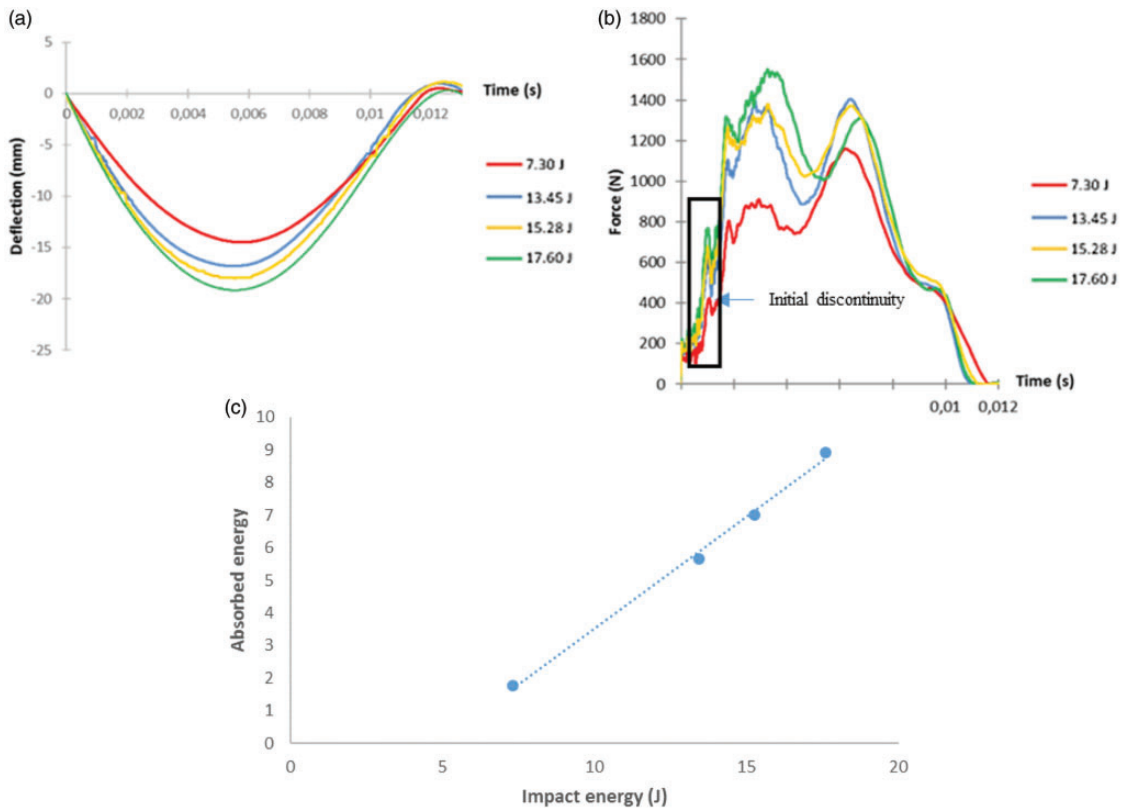 (a)
5
0
-5
-10
-15
-20
-25
Deflection (mm)
0
0,002
0,004
0,006
0,008
0,01
0,012
Time (s)
7.30 J
13.45 J
15.28 J
17.60 J
(b)
1800
1600
1400
1200
1000
800
600
400
200
0
Force (N)
Initial discontinuity
7.30 J
13.45 J
15.28 J
17.60 J
Time (s)
0,01
0,012
(c)
10
9
8
7
6
5
4
3
2
1
0
Absorbed energy
0
5
10
15
20
Impact energy (J)